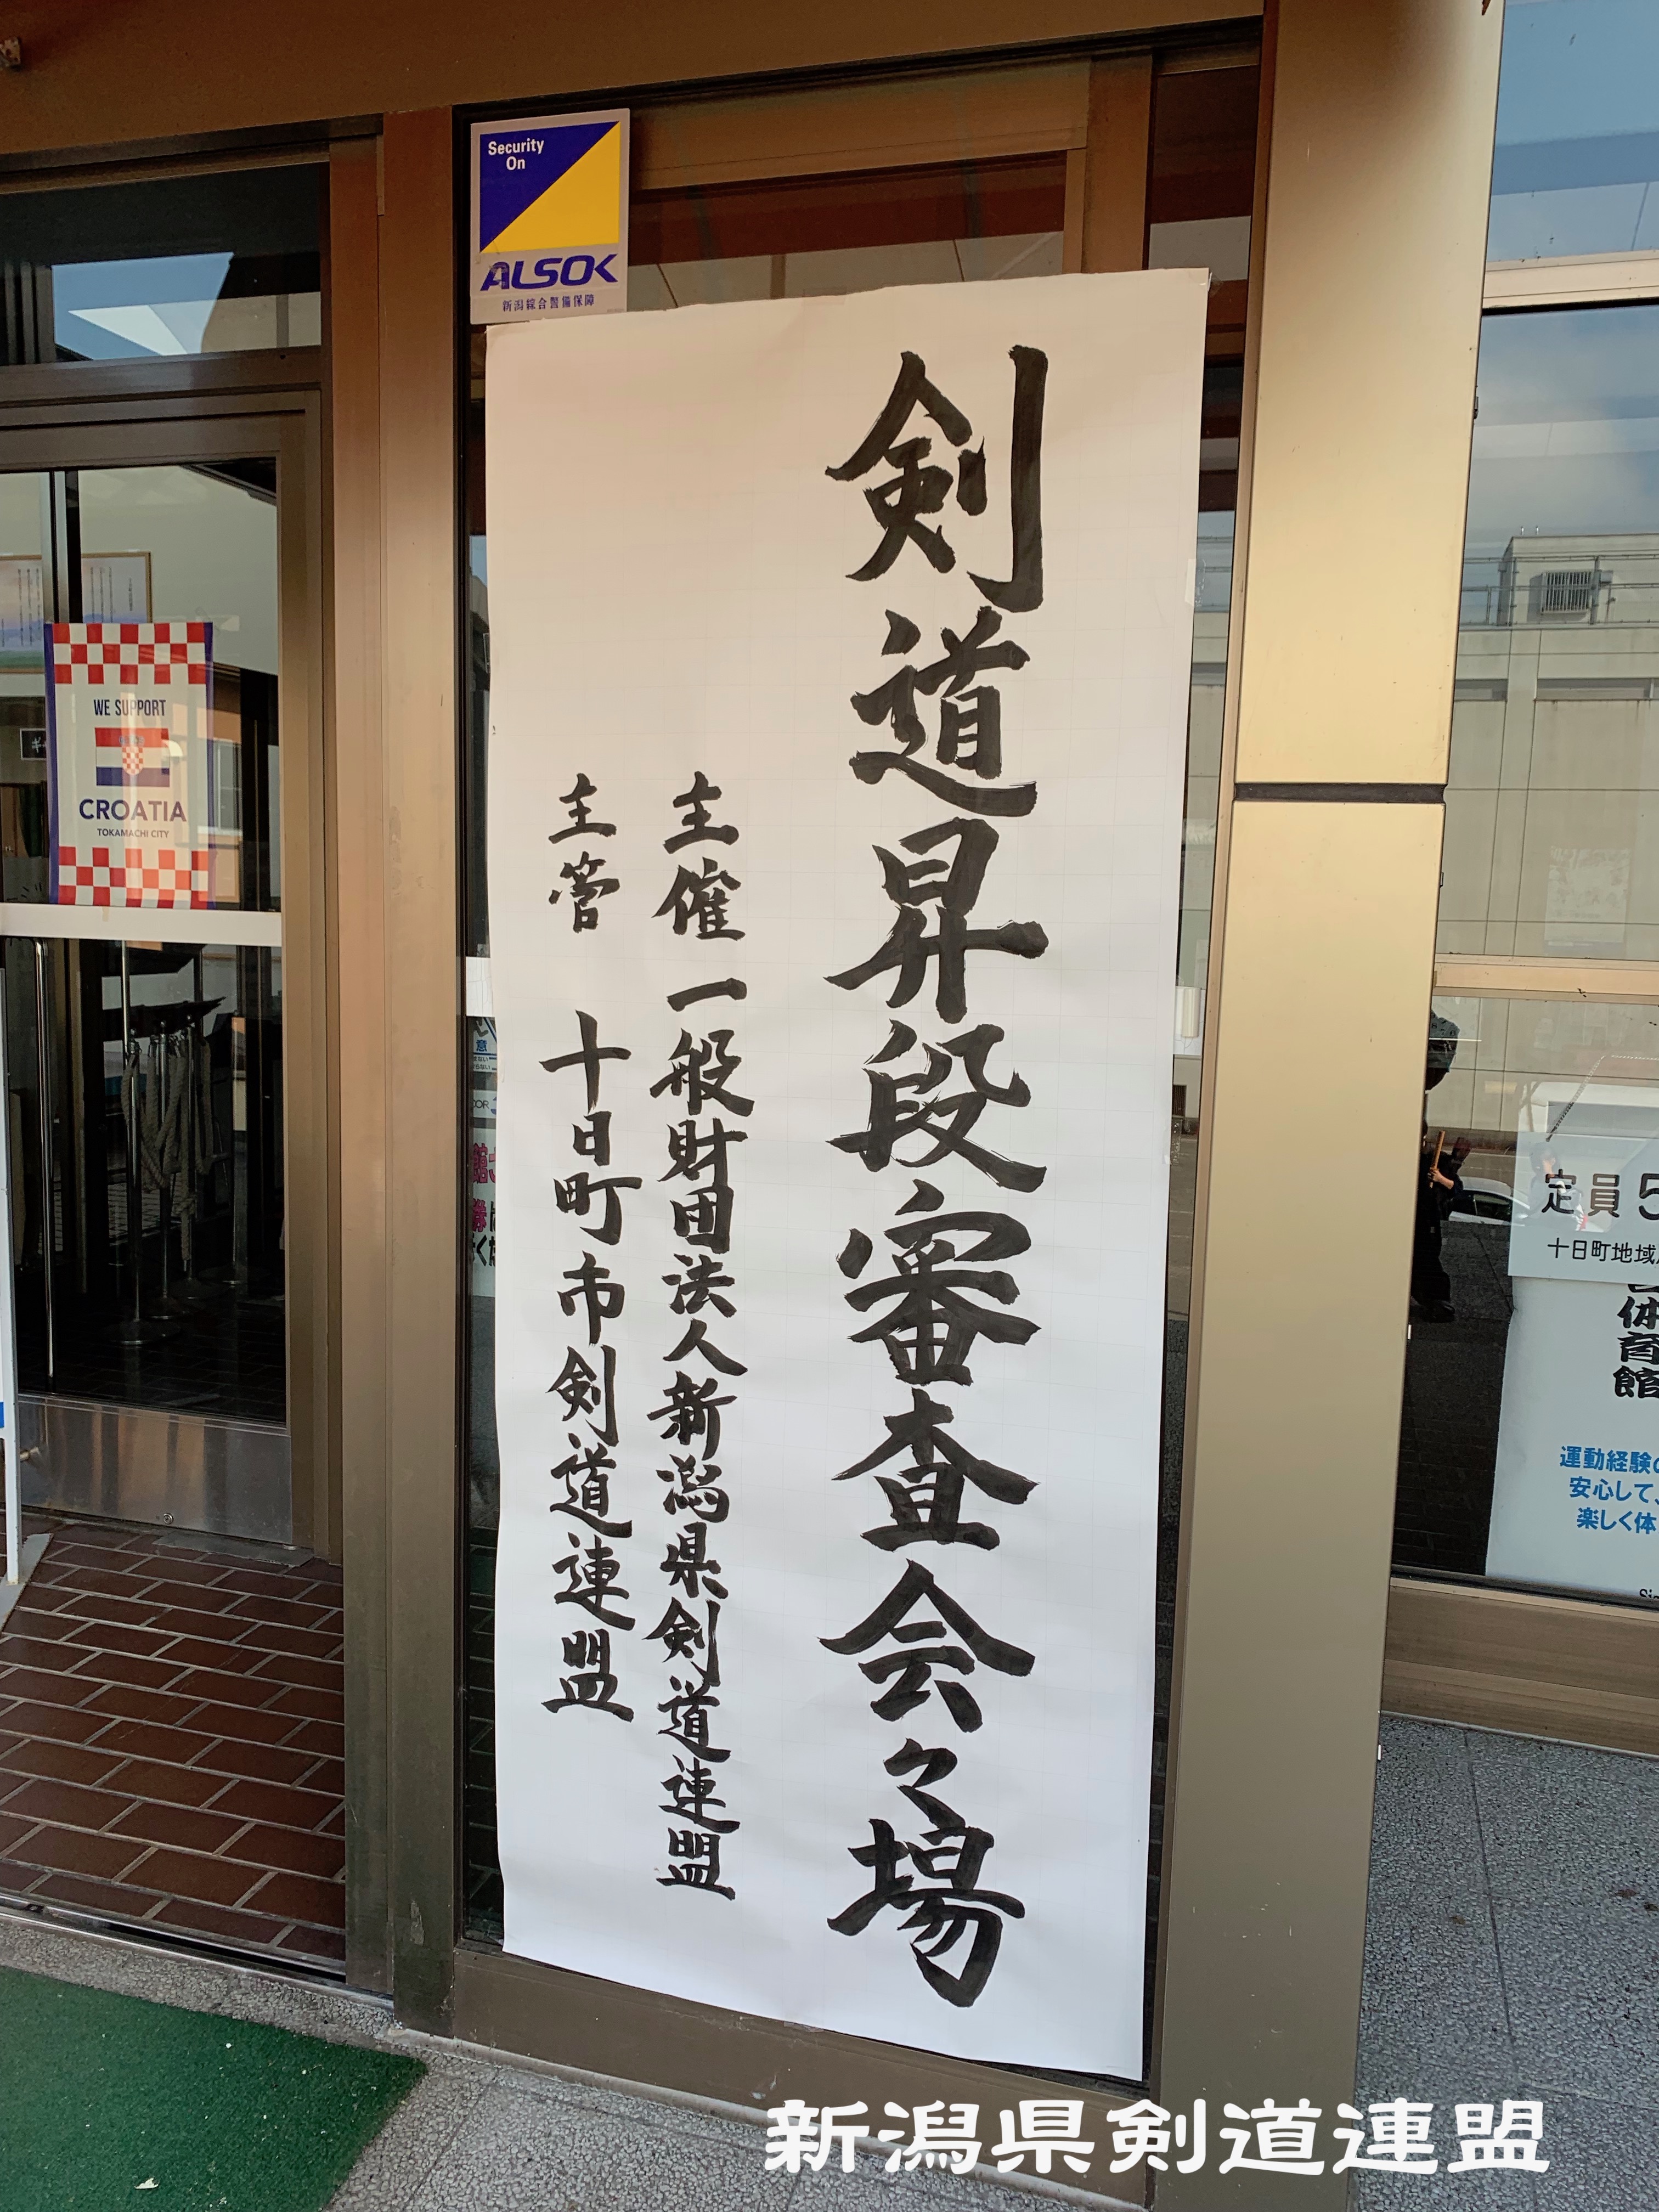 Security
On
ALSOK
新潟綜合警備保障
剣道昇段審査会々場
主催 一般財団法人新潟県剣道連盟
主管 十日町市剣道連盟
WE SUPPORT
CROATIA
TOKAMACHI CITY
定員5
十日町地域
体育館
運動経験の
安心して、
楽しく体
新潟県剣道連盟